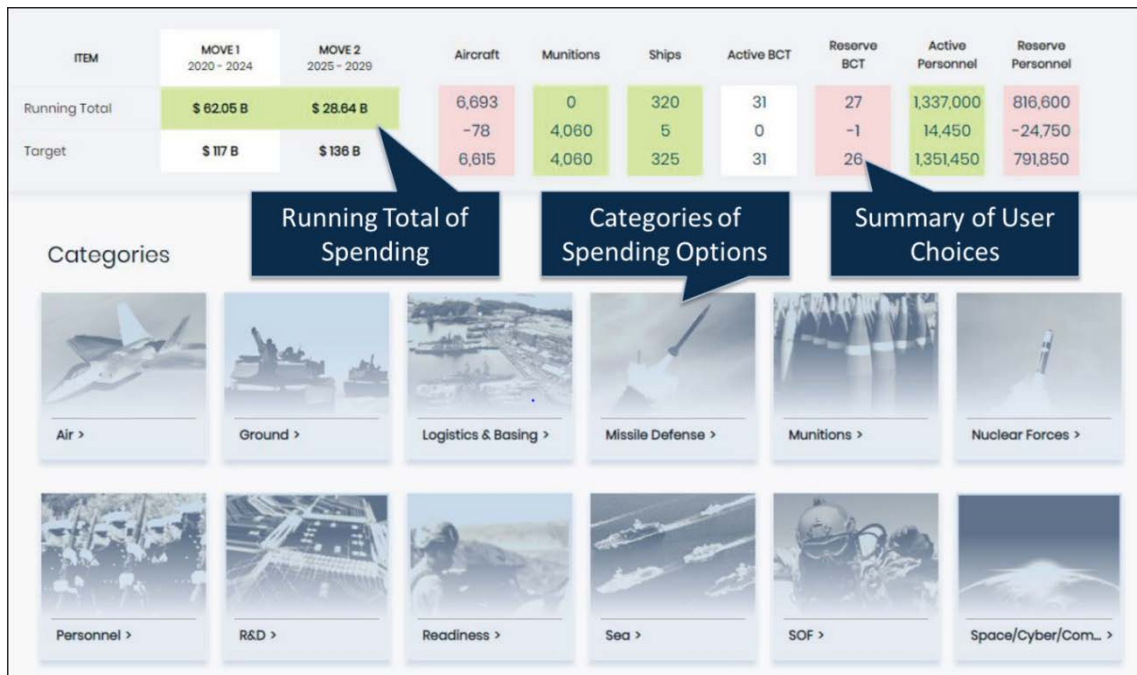 ITEM
MOVE 1
2020 - 2024
MOVE 2
2025 - 2029
Aircraft
Munitions
Ships
Active BCT
Reserve
BCT
Active
Personnel
Reserve
Personnel
Running Total
$ 62.05 B
$ 28.64 B
6,693
0
320
31
27
1,337,000
816,600
-78
4,060
5
0
-1
14,450
-24,750
Target
$ 117 B
$ 136 B
6,615
4,060
325
31
26
1,351,450
791,850
Running Total of
Spending
Categories of
Spending Options
Summary of User
Choices
Categories
Air >
Ground >
Logistics & Basing >
Missile Defense >
Munitions >
Nuclear Forces >
Personnel >
R&D >
Readiness >
Sea >
SOF >
Space/Cyber/Com... >